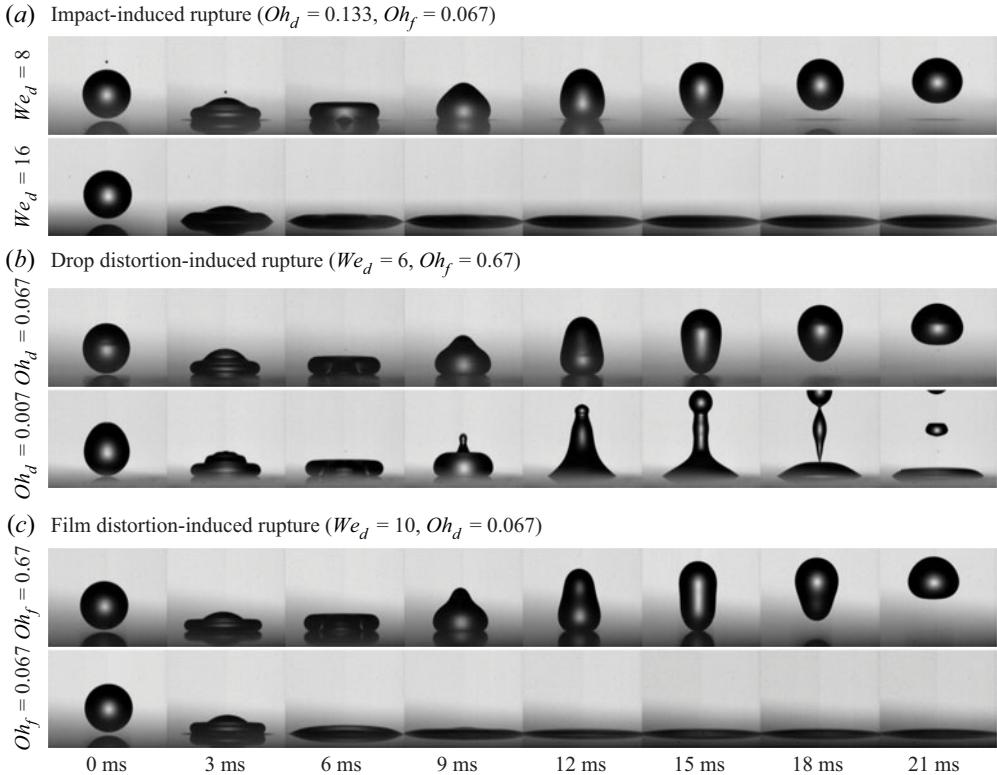 (a) Impact-induced rupture (Oh_d = 0.133, Oh_f = 0.067)
We_d = 8
We_d = 16
(b) Drop distortion-induced rupture (We_d = 6, Oh_f = 0.67)
Oh_d = 0.067
Oh_d = 0.007
(c) Film distortion-induced rupture (We_d = 10, Oh_d = 0.067)
Oh_f = 0.67
Oh_f = 0.067
0 ms 3 ms 6 ms 9 ms 12 ms 15 ms 18 ms 21 ms